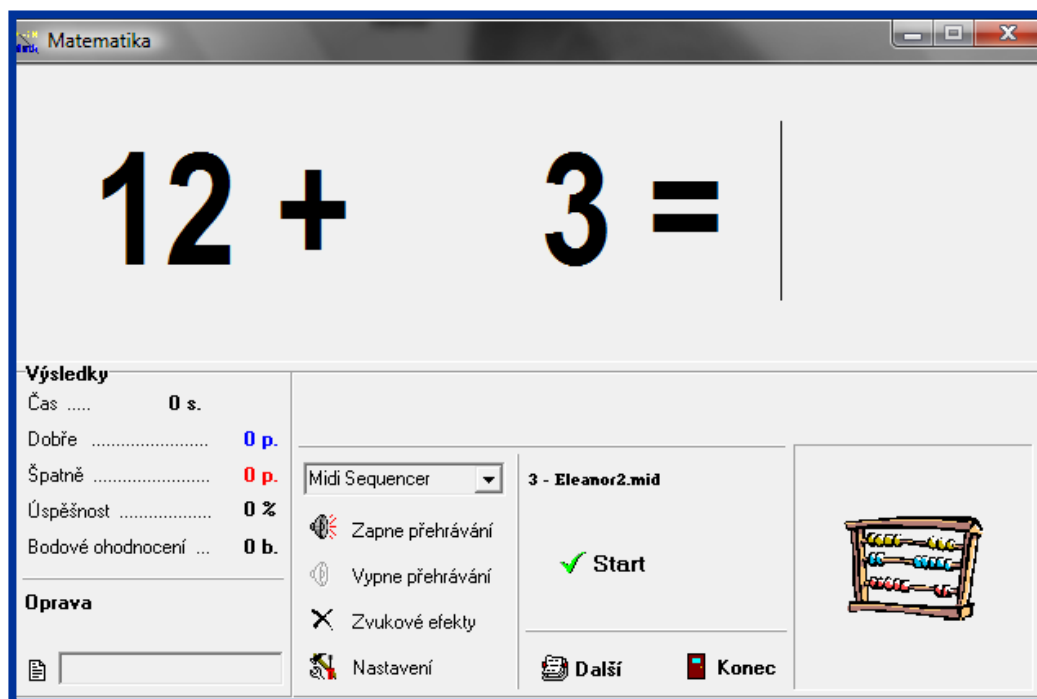 Matematika
12 + 3 =
Výsledky
Čas ..... 0 s.
Dobře ........................ 0 p.
Špatně ........................ 0 p.
Úspěšnost ................... 0 %
Bodové ohodnocení ... 0 b.
Oprava
Midi Sequencer
Zapne přehrávání
Vypne přehrávání
Zvukové efekty
Nastavení
3 - Eleanor2.mid
Start
Další
Konec